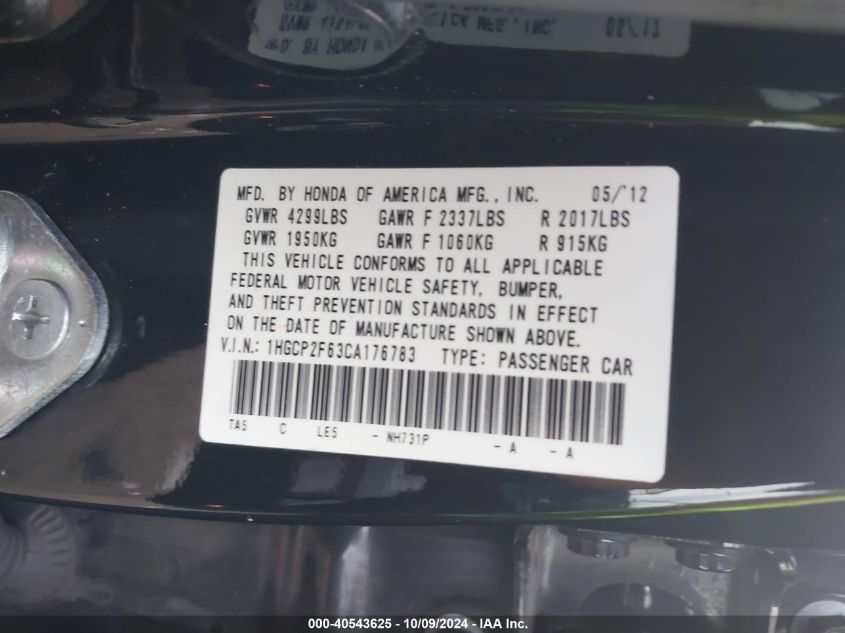 MFD. BY HONDA OF AMERICA MFG., INC. 05/'12
GVWR 4299LBS GAWR F 2337LBS R 2017LBS
GVWR 1950KG GAWR F 1060KG R 915KG
THIS VEHICLE CONFORMS TO ALL APPLICABLE
FEDERAL MOTOR VEHICLE SAFETY, BUMPER,
AND THEFT PREVENTION STANDARDS IN EFFECT
ON THE DATE OF MANUFACTURE SHOWN ABOVE.
V.I.N.: 1HGCP2F63CA176783 TYPE: PASSENGER CAR
TA5 C LE5 - NH731P - A - A
000-40543625 - 10/09/2024 - IAA Inc.